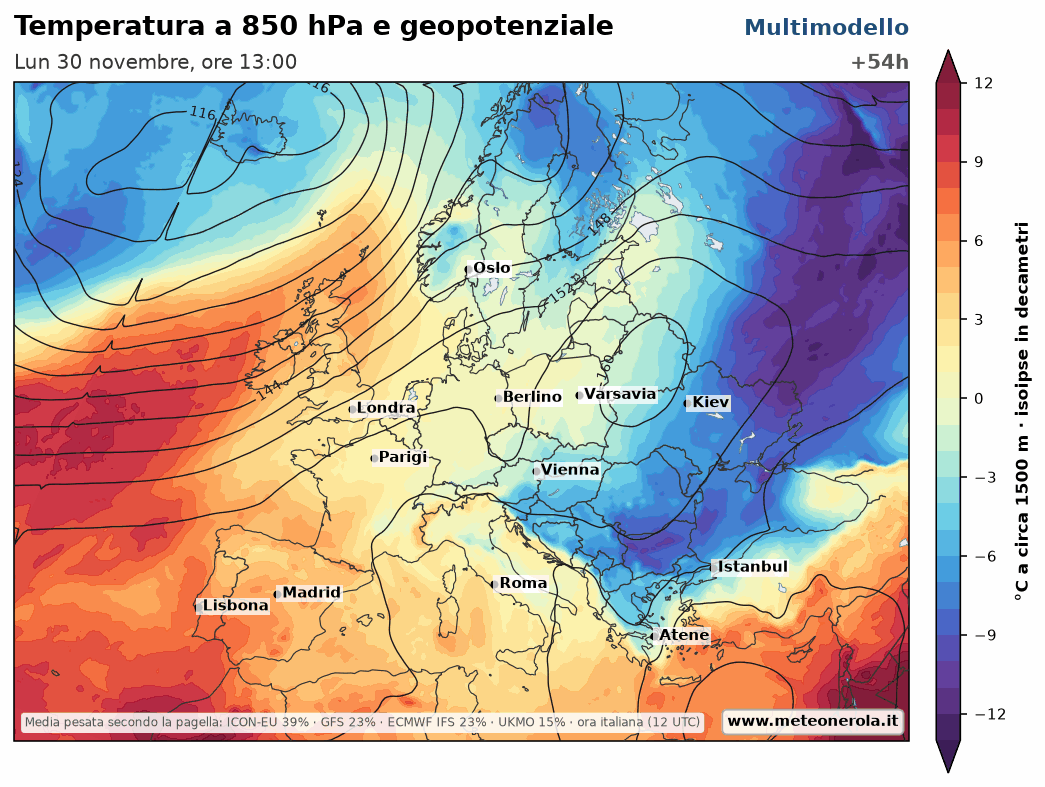 Temperatura a 850 hPa e geopotenziale
Multimodello
Lun 30 novembre, ore 13:00
+54h
116
116
124
148
152
160
144
Oslo
Londra
Berlino
Varsavia
Kiev
Parigi
Vienna
Istanbul
Roma
Madrid
Lisbona
Atene
Media pesata secondo la pagella: ICON-EU 39% · GFS 23% · ECMWF IFS 23% · UKMO 15% · ora italiana (12 UTC)
www.meteonerola.it
12
9
6
3
0
−3
−6
−9
−12
°C a circa 1500 m · Isoipse in decametri